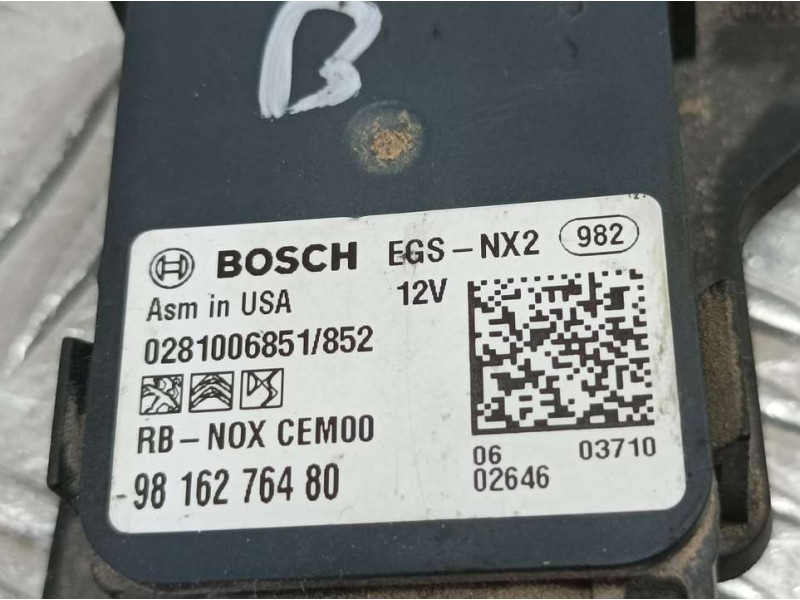 B
BOSCH EGS-NX2 982
Asm in USA 12V
0281006851/852
RB-NOX CEM00
98 162 764 80
06 03710
02646